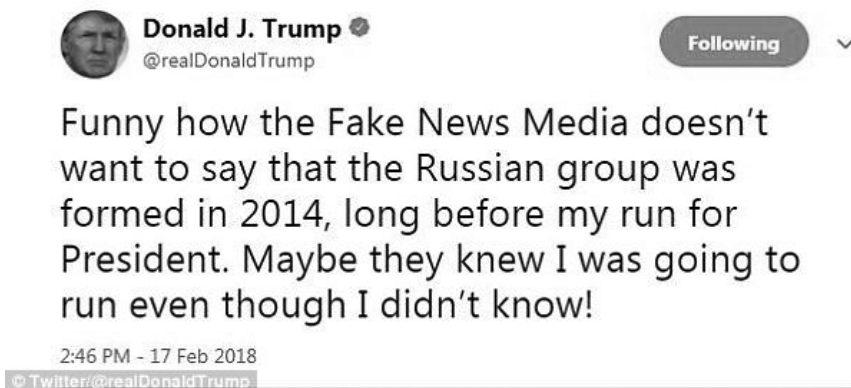 Donald J. Trump
@realDonaldTrump
Following
Funny how the Fake News Media doesn't
want to say that the Russian group was
formed in 2014, long before my run for
President. Maybe they knew I was going to
run even though I didn't know!
2:46 PM - 17 Feb 2018
© Twitter/@realDonaldTrump